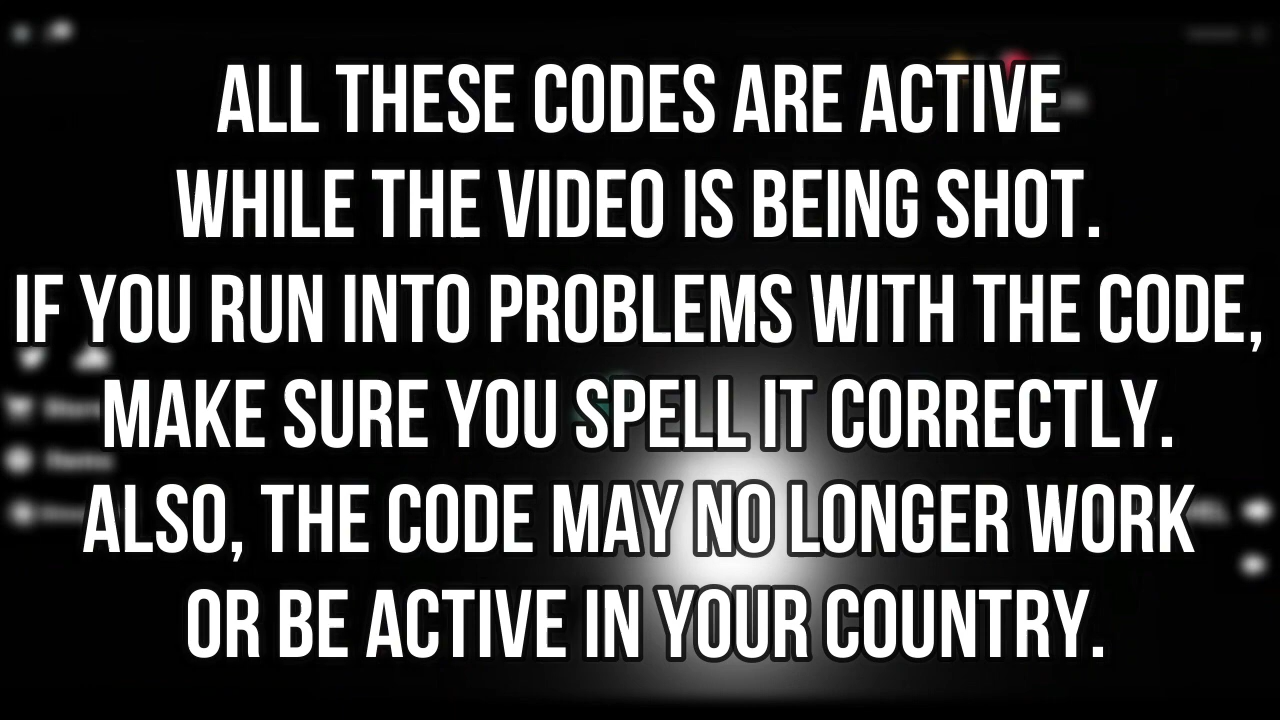 ALL THESE CODES ARE ACTIVE
WHILE THE VIDEO IS BEING SHOT.
IF YOU RUN INTO PROBLEMS WITH THE CODE,
MAKE SURE YOU SPELL IT CORRECTLY.
ALSO, THE CODE MAY NO LONGER WORK
OR BE ACTIVE IN YOUR COUNTRY.